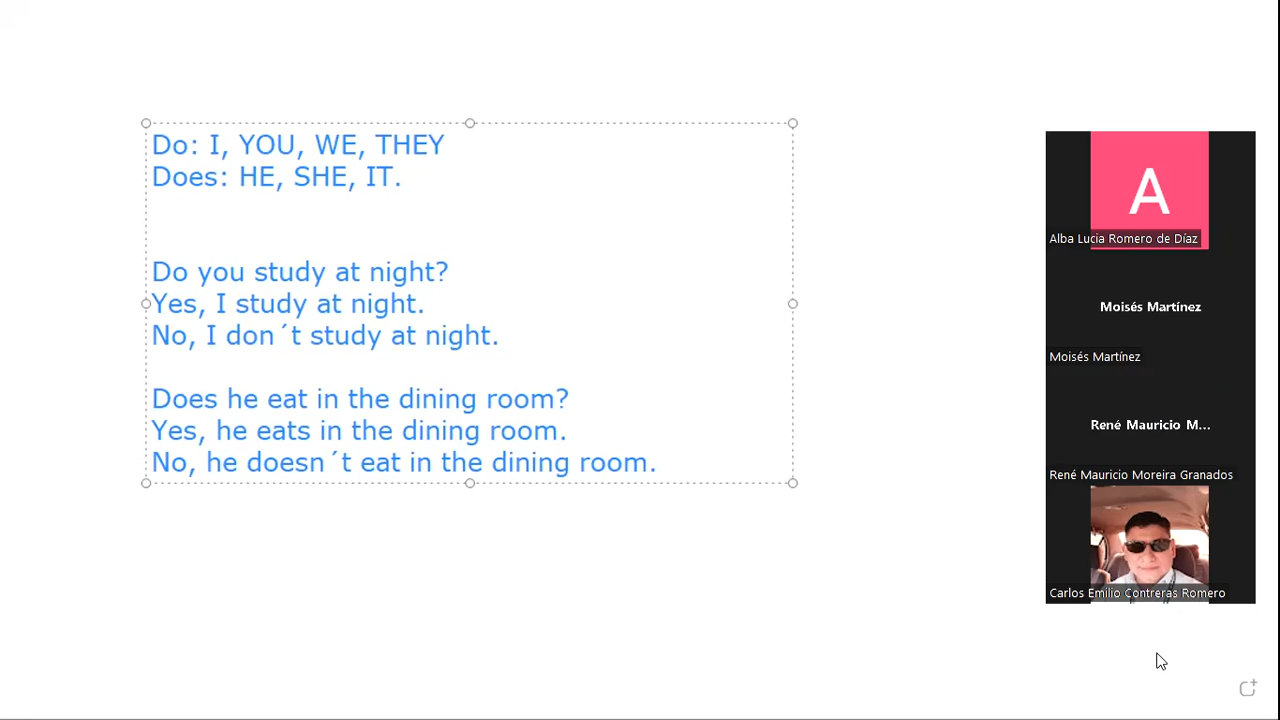 Do: I, YOU, WE, THEY
Does: HE, SHE, IT.
Do you study at night?
Yes, I study at night.
No, I don´t study at night.
Does he eat in the dining room?
Yes, he eats in the dining room.
No, he doesn´t eat in the dining room.
A
Alba Lucia Romero de Díaz
Moisés Martínez
Moisés Martínez
René Mauricio M...
René Mauricio Moreira Granados
Carlos Emilio Contreras Romero